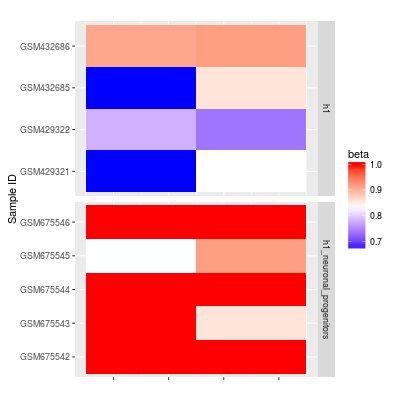 GSM432686
GSM432685
GSM429322
GSM429321
h1
GSM675546
GSM675545
GSM675544
GSM675543
GSM675542
h1_neuronal_progenitors
Sample ID
beta
1.0
0.9
0.8
0.7